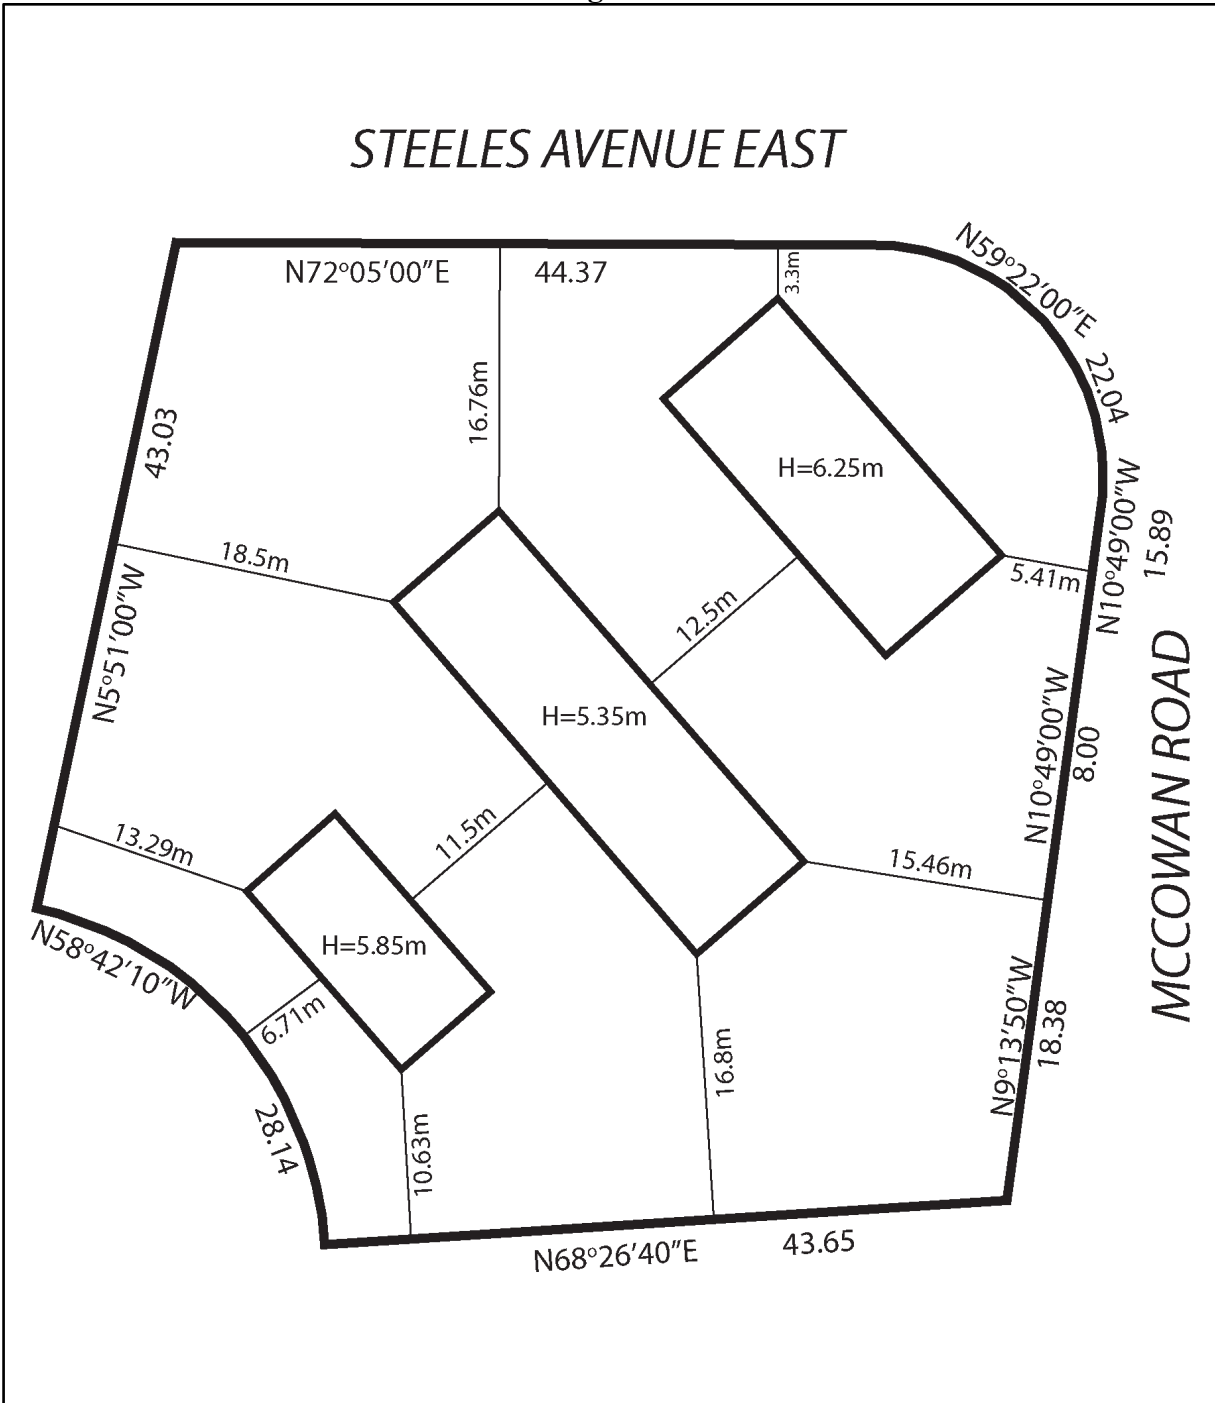 STEELES AVENUE EAST
N59°22'00"E
22.04
N72°05'00"E
44.37
3.3m
16.76m
43.03
H=6.25m
N10°49'00"W
15.89
18.5m
5.41m
12.5m
N5°51'00"W
H=5.35m
N10°49'00"W
8.00
MCCOWAN ROAD
13.29m
11.5m
15.46m
H=5.85m
N58°42'10"W
6.71m
N9°13'50"W
18.38
16.8m
28.14
10.63m
N68°26'40"E
43.65